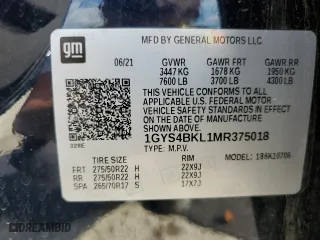 gm
MFD BY GENERAL MOTORS LLC
06/21 GVWR GAWR FRT GAWR RR
3447 KG 1678 KG 1950 KG
7600 LB 3700 LB 4300 LB
THIS VEHICLE CONFORMS TO ALL APPLICABLE
U.S. FEDERAL MOTOR VEHICLE
SAFETY STANDARDS IN EFFECT ON THE DATE OF
MANUFACTURE SHOWN ABOVE.
1GYS4BKL1MR375018
TYPE: M.P.V. MODEL:
TIRE SIZE RIM
FRT 275/50R22 H 22X9J
RR 275/50R22 H 22X9J
SPA 265/70R17 S 17X7J